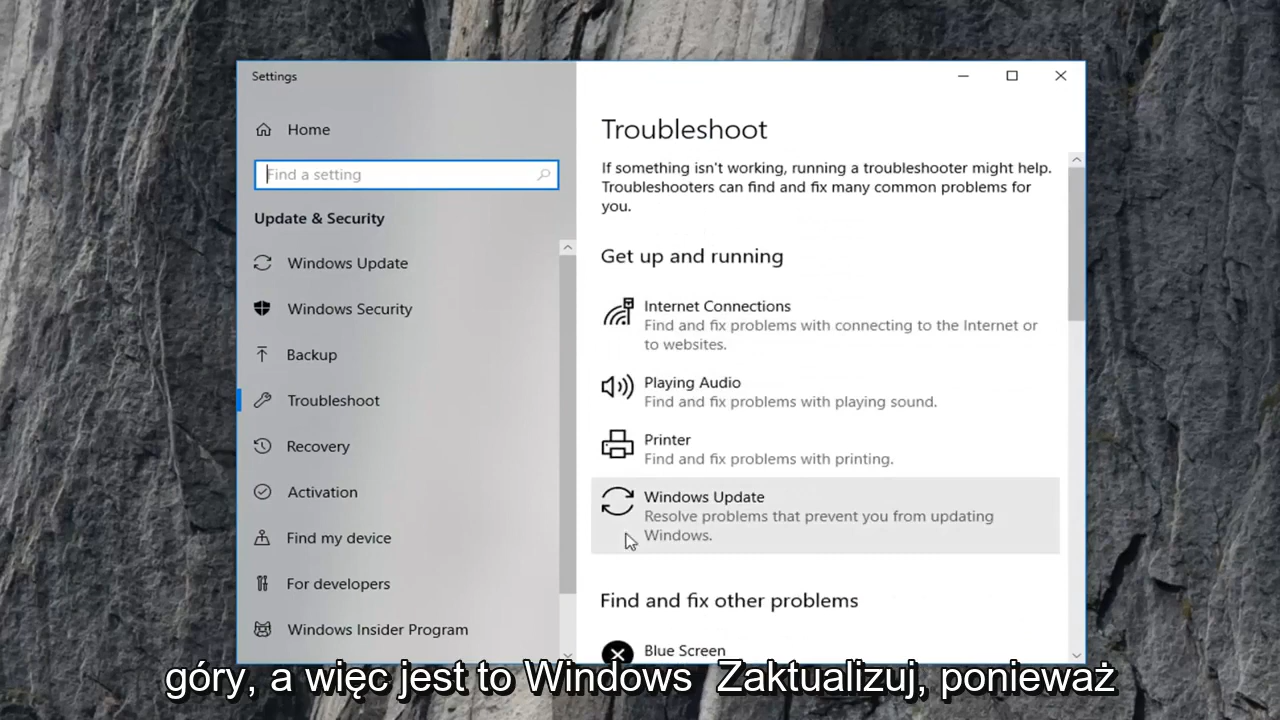 Settings
Home
Find a setting
Update & Security
Windows Update
Windows Security
Backup
Troubleshoot
Recovery
Activation
Find my device
For developers
Windows Insider Program
Troubleshoot
If something isn't working, running a troubleshooter might help.
Troubleshooters can find and fix many common problems for
you.
Get up and running
Internet Connections
Find and fix problems with connecting to the Internet or
to websites.
Playing Audio
Find and fix problems with playing sound.
Printer
Find and fix problems with printing.
Windows Update
Resolve problems that prevent you from updating
Windows.
Find and fix other problems
Blue Screen
góry, a więc jest to Windows Zaktualizuj, ponieważ